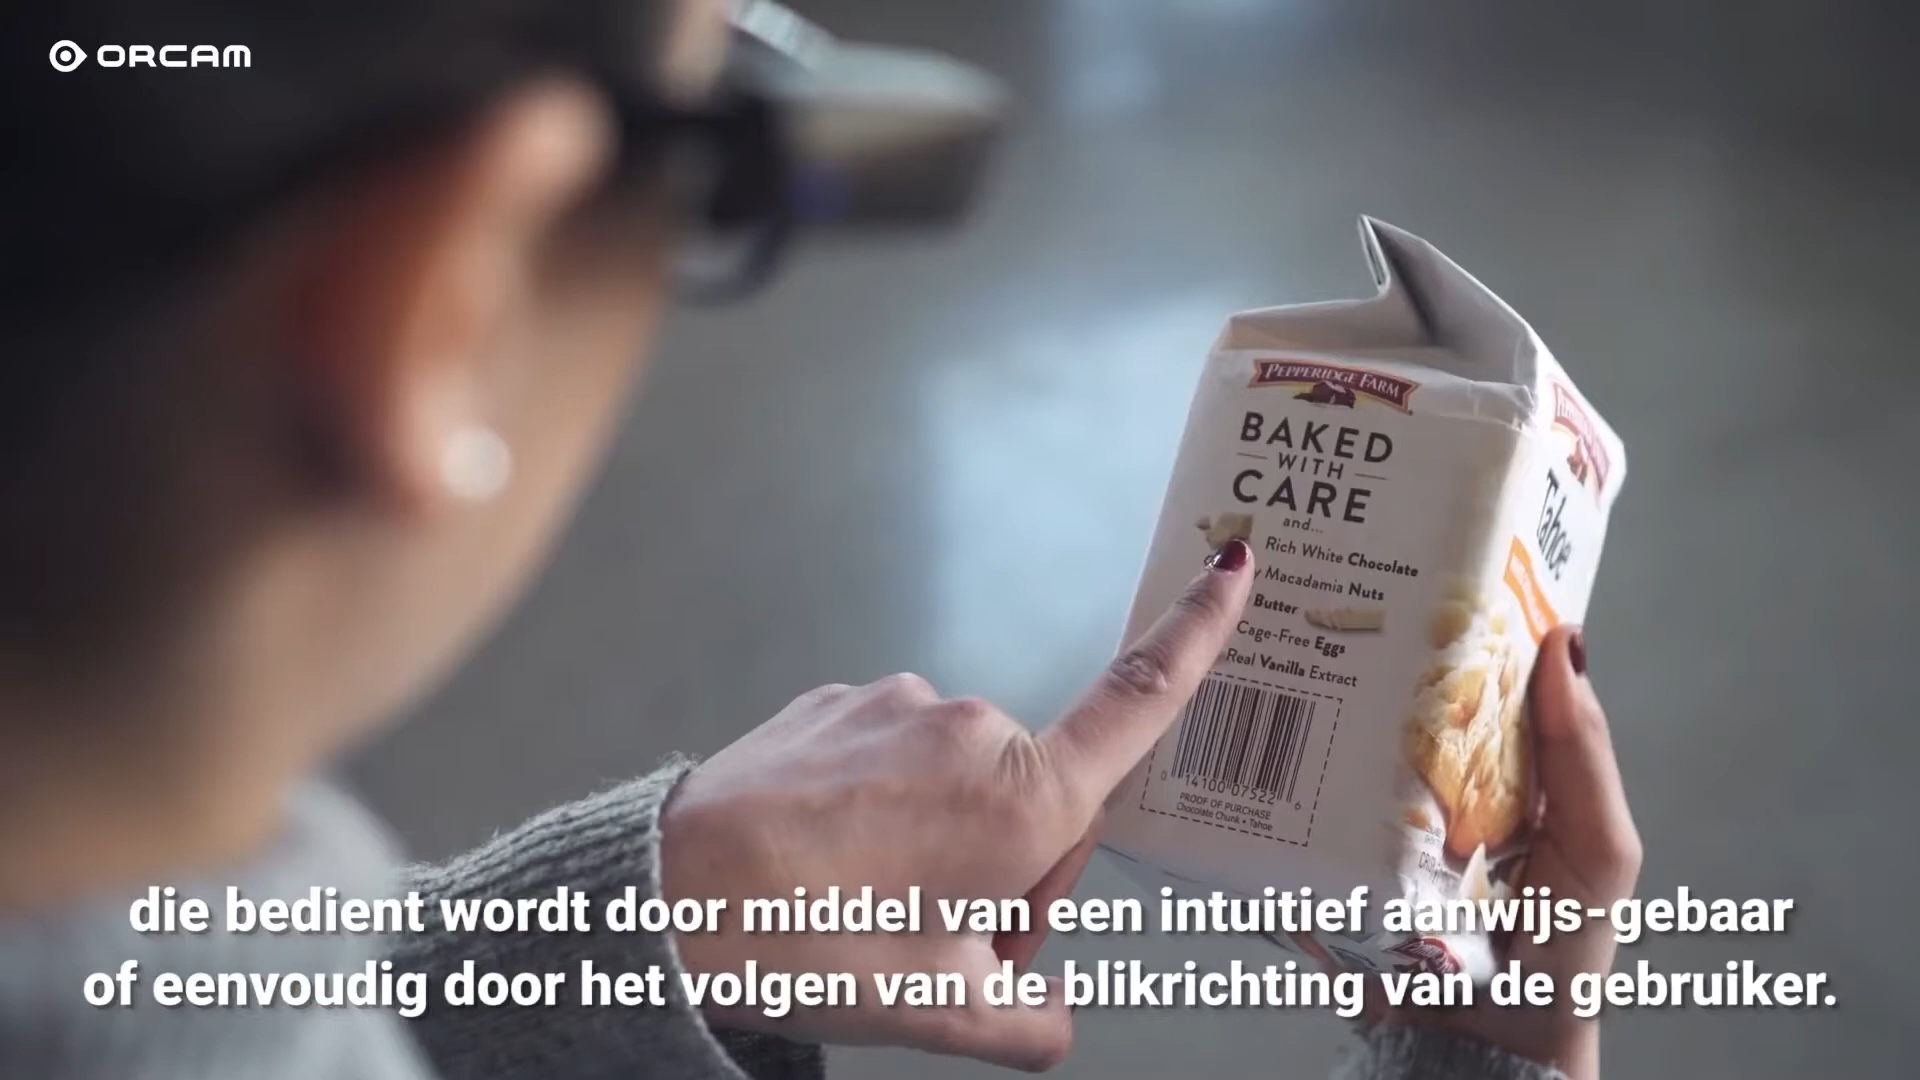 ORCAM
PEPPERIDGE FARM
BAKED
WITH
CARE
and...
Rich White Chocolate
Macadamia Nuts
Butter
Cage-Free Eggs
Real Vanilla Extract
0 14100 07522 6
PROOF OF PURCHASE
Chocolate Chunk • Tahoe
Tahoe
die bedient wordt door middel van een intuitief aanwijs-gebaar
of eenvoudig door het volgen van de blikrichting van de gebruiker.